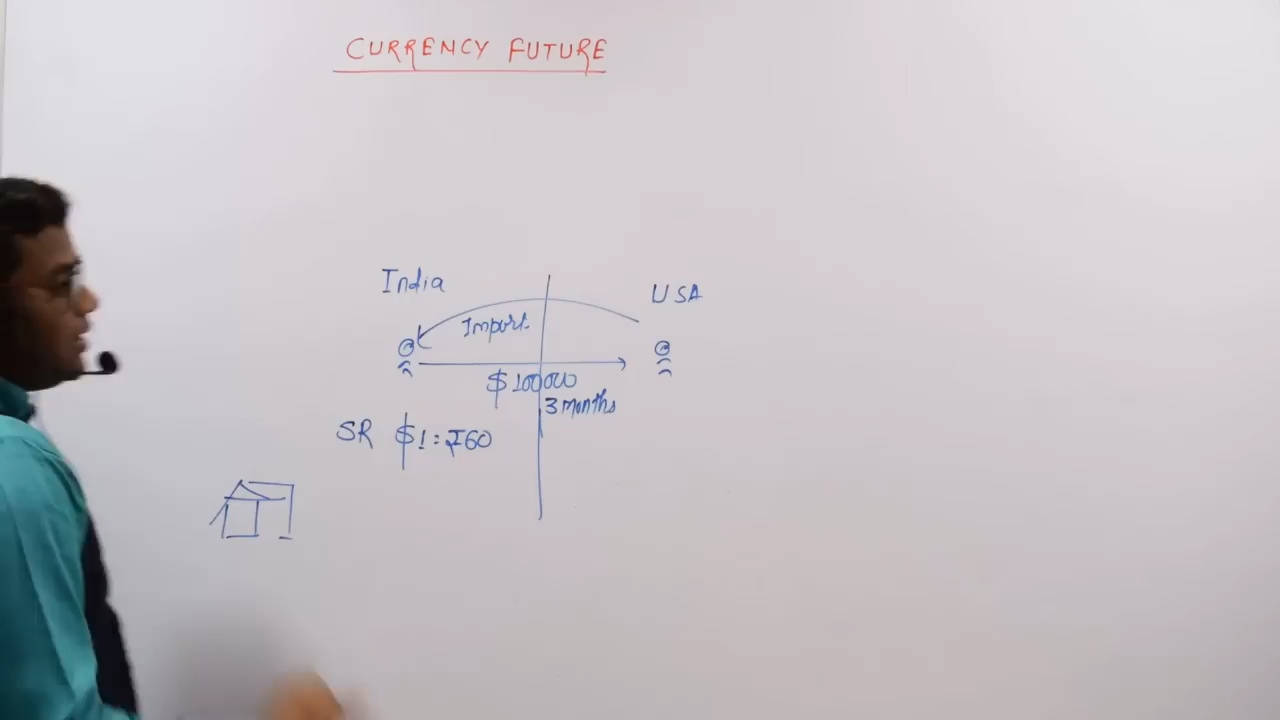 CURRENCY FUTURE
India
USA
Import
$ 100000
3 months
SR $1 = ₹60